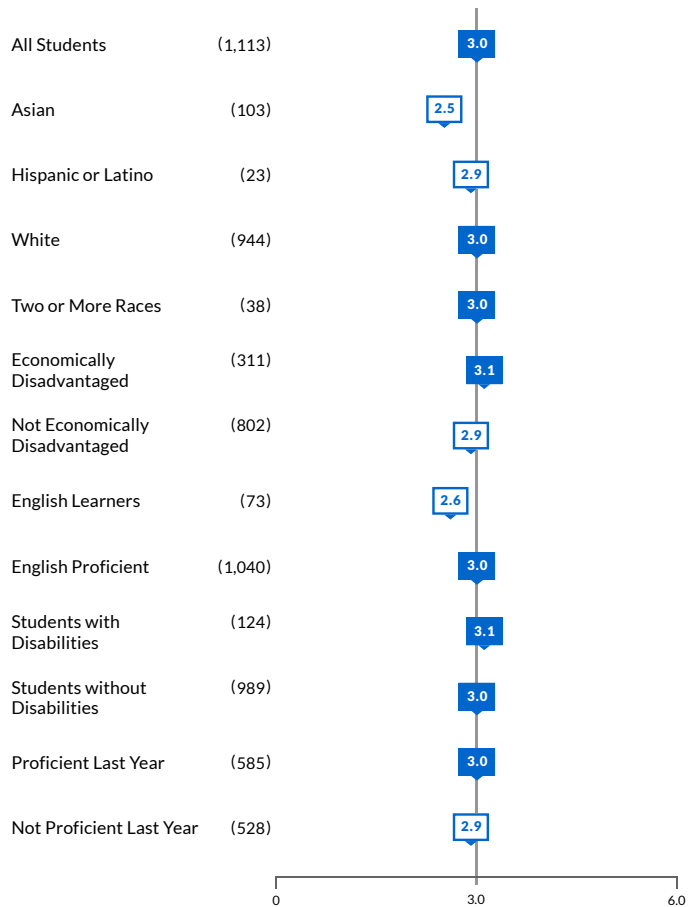 All Students (1,113) 3.0
Asian (103) 2.5
Hispanic or Latino (23) 2.9
White (944) 3.0
Two or More Races (38) 3.0
Economically (311) 3.1
Disadvantaged
Not Economically (802) 2.9
Disadvantaged
English Learners (73) 2.6
English Proficient (1,040) 3.0
Students with (124) 3.1
Disabilities
Students without (989) 3.0
Disabilities
Proficient Last Year (585) 3.0
Not Proficient Last Year (528) 2.9
0 3.0 6.0